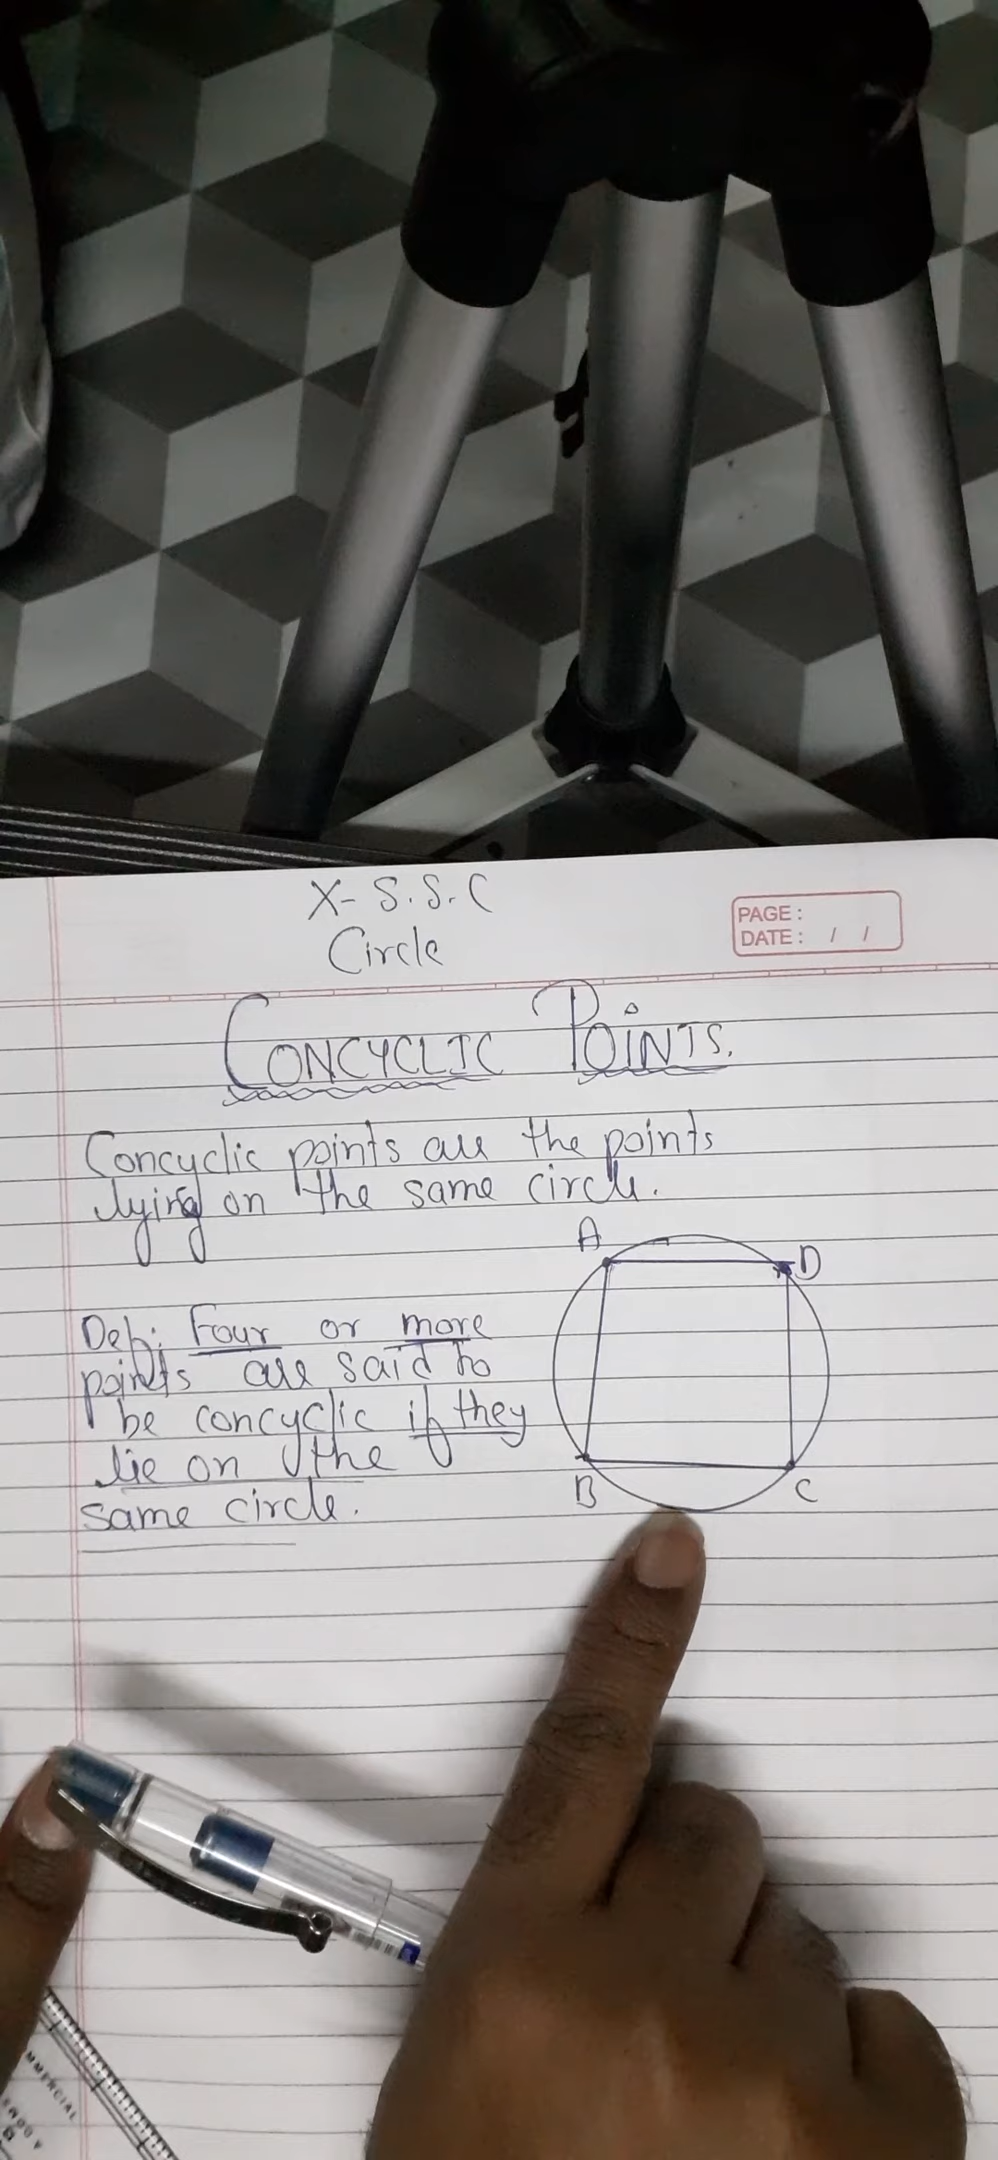 X- S.S.C
Circle
PAGE :
DATE : / /
CONCYCLIC POINTS.
Concyclic points are the points
lying on the same circle.
A
D
Def: Four or more
points are said to
be concyclic if they
lie on the
same circle.
B
C
MMERCIAL